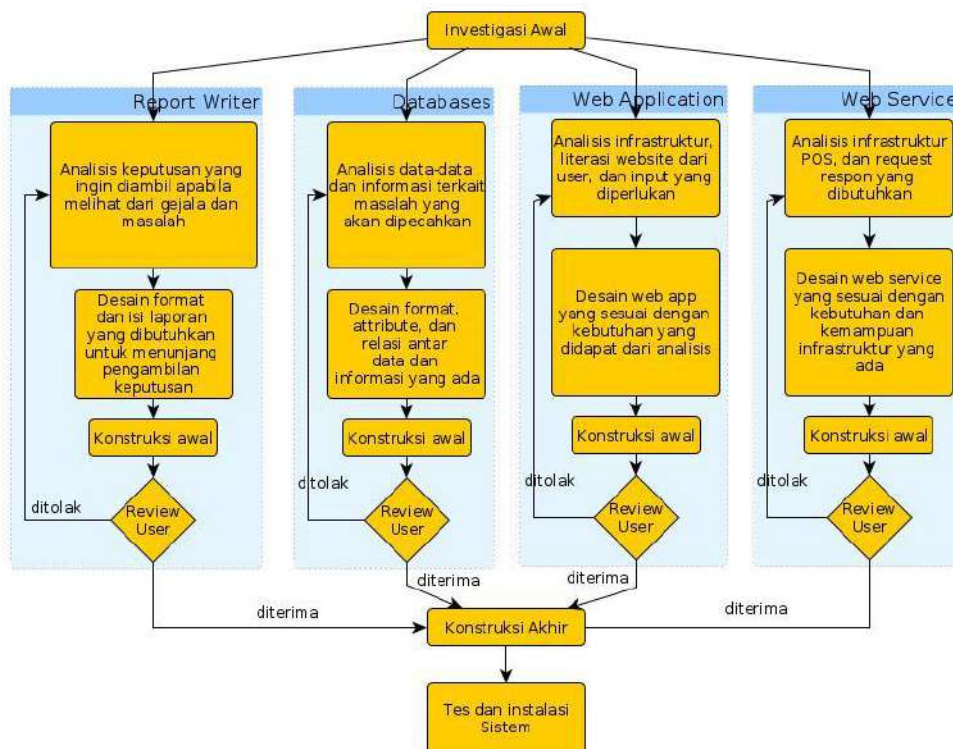 Investigasi Awal
Report Writer
Analisis keputusan yang
ingin diambil apabila
melihat dari gejala dan
masalah
Desain format
dan isi laporan
yang dibutuhkan
untuk menunjang
pengambilan
keputusan
Konstruksi awal
ditolak
Review
User
Databases
Analisis data-data
dan informasi terkait
masalah yang
akan dipecahkan
Desain format,
attribute, dan
relasi antar
data dan
informasi yang ada
Konstruksi awal
ditolak
Review
User
Web Application
Analisis infrastruktur,
literasi website dari
user, dan input yang
diperlukan
Desain web app
yang sesuai dengan
kebutuhan yang
didapat dari analisis
Konstruksi awal
ditolak
Review
User
Web Service
Analisis infrastruktur
POS, dan request
respon yang
dibutuhkan
Desain web service
yang sesuai dengan
kebutuhan dan
kemampuan
infrastruktur yang
ada
Konstruksi awal
ditolak
Review
User
diterima
diterima
diterima
diterima
Konstruksi Akhir
Tes dan instalasi
Sistem